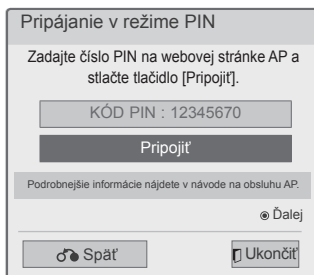 Pripájanie v režime PIN
Zadajte číslo PIN na webovej stránke AP a
stlačte tlačidlo [Pripojiť].
KÓD PIN : 12345670
Pripojiť
Podrobnejšie informácie nájdete v návode na obsluhu AP.
Ďalej
Späť
Ukončiť